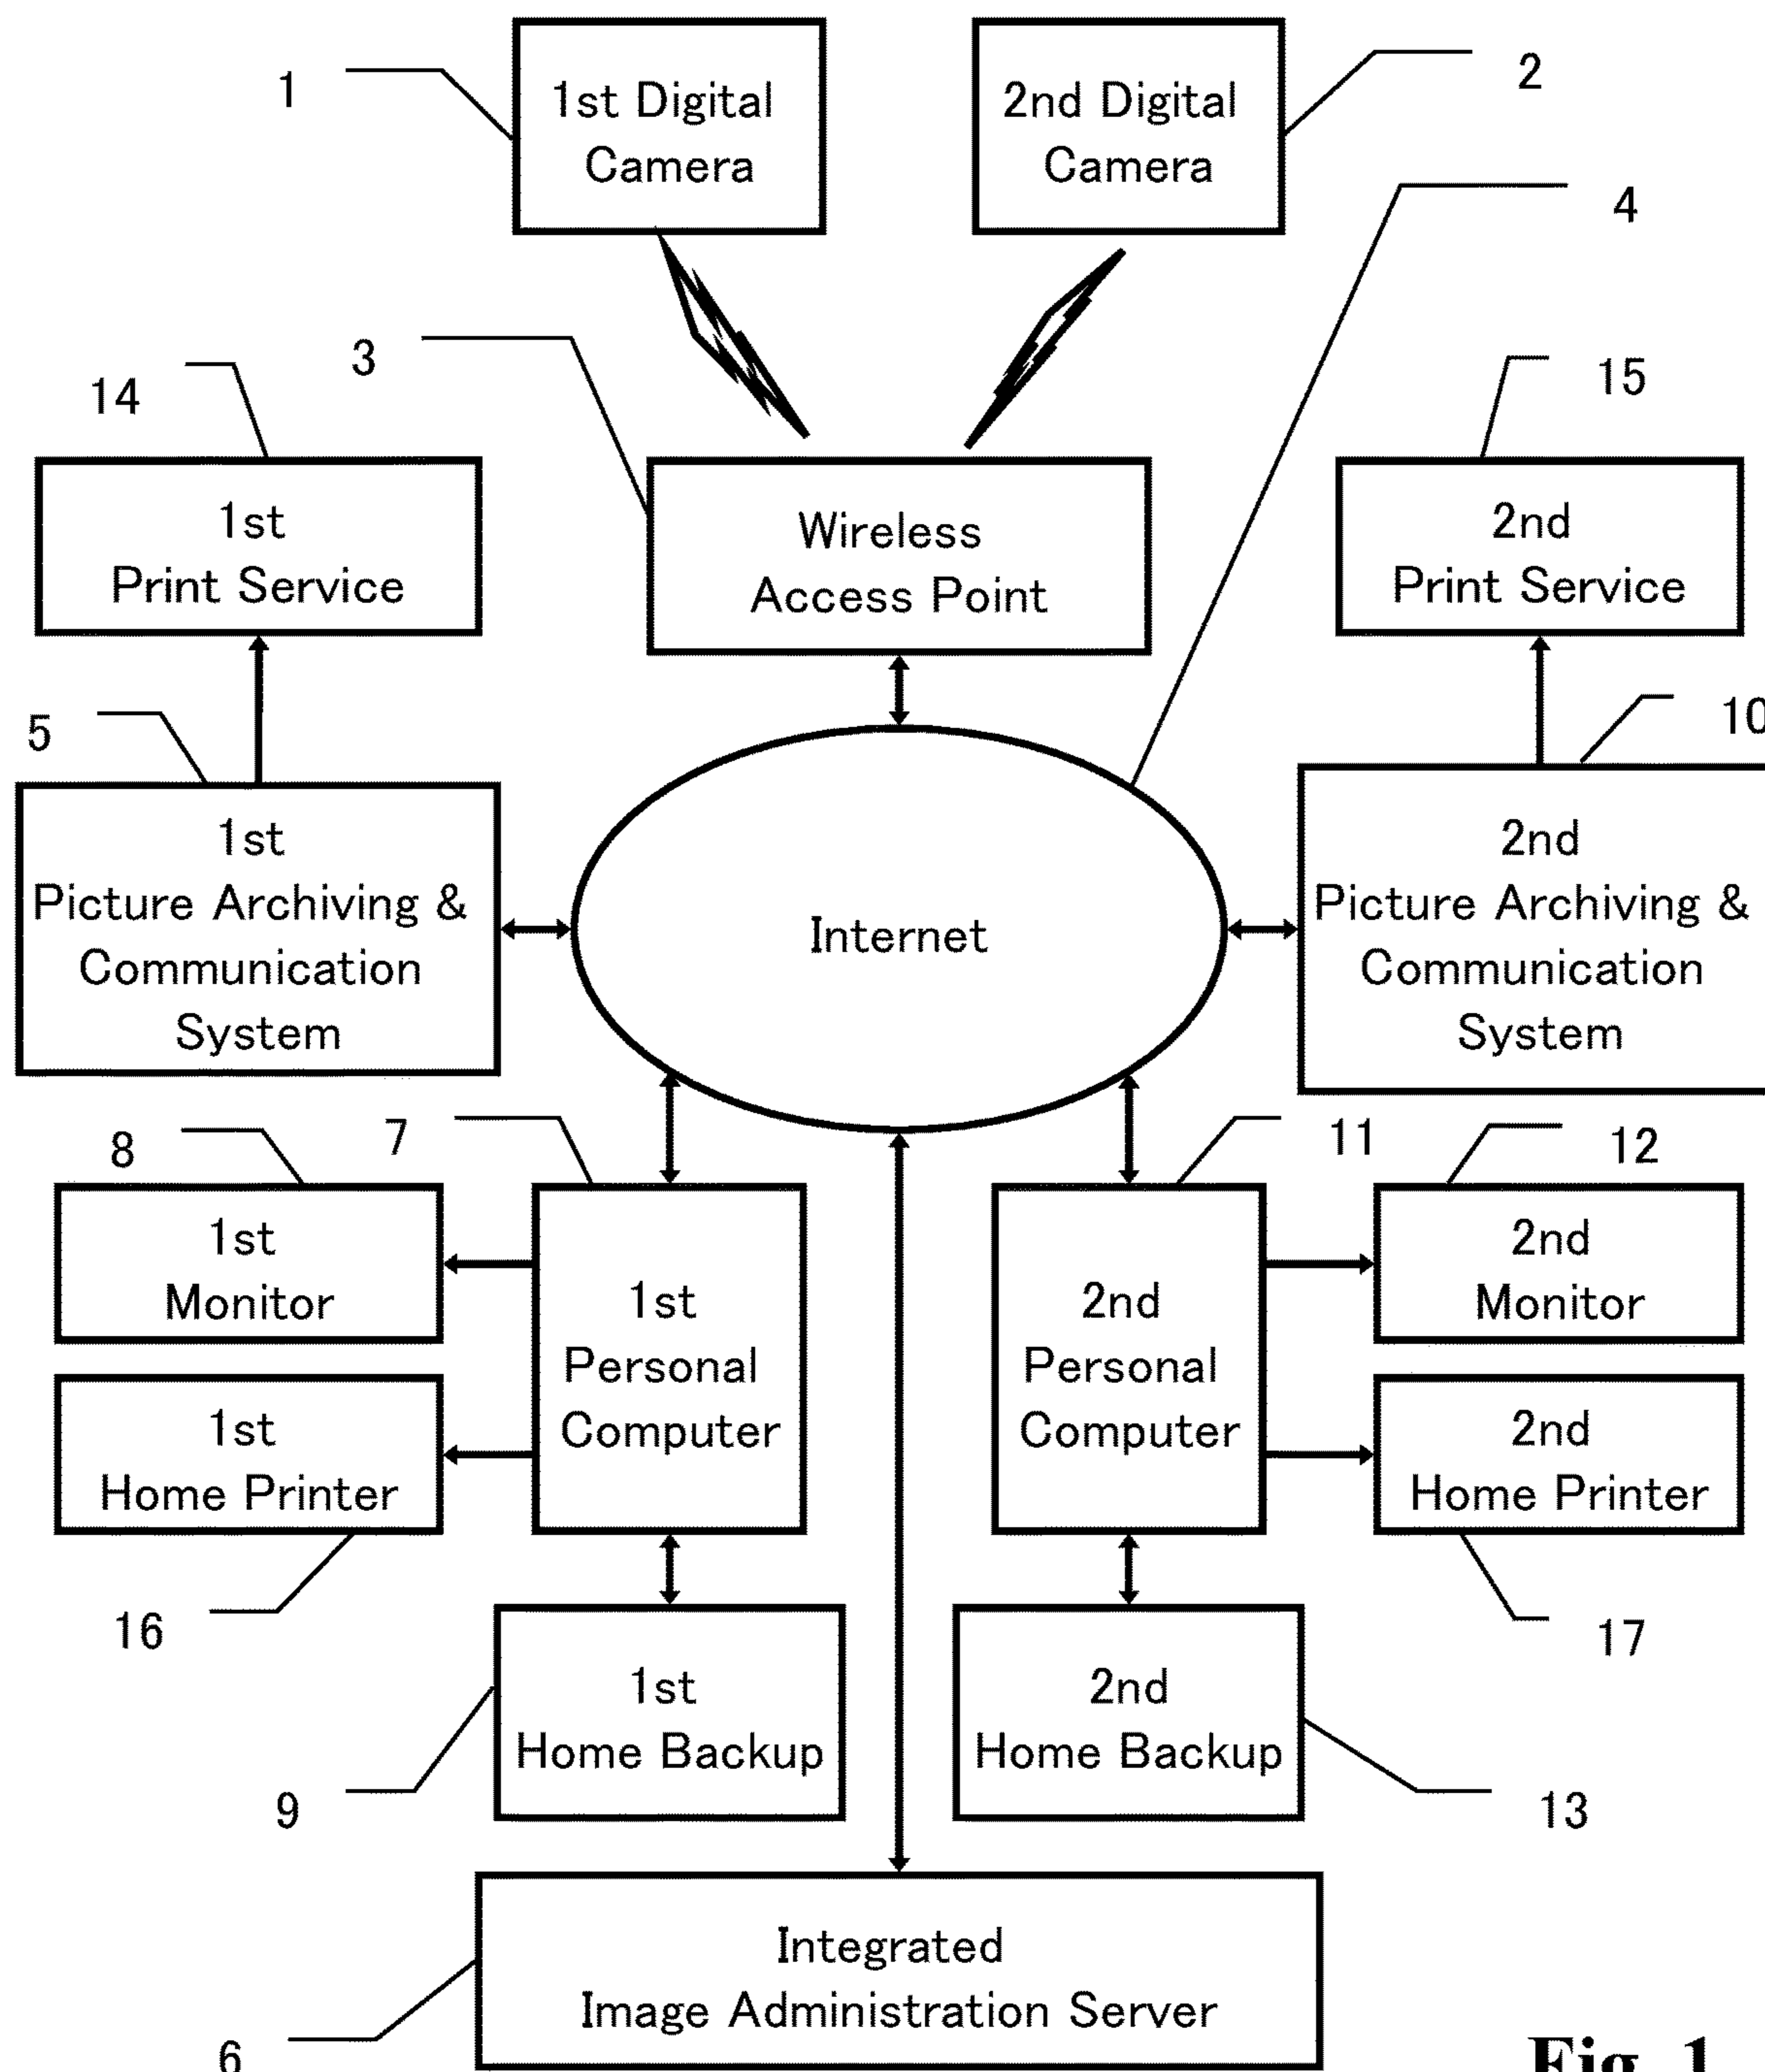 1
1st Digital
Camera
2nd Digital
Camera
2
4
3
14
15
1st
Print Service
Wireless
Access Point
2nd
Print Service
5
10
1st
Picture Archiving &
Communication
System
Internet
2nd
Picture Archiving &
Communication
System
8
7
11
12
1st
Monitor
1st
Personal
Computer
2nd
Personal
Computer
2nd
Monitor
1st
Home Printer
2nd
Home Printer
16
17
1st
Home Backup
2nd
Home Backup
9
13
Integrated
Image Administration Server
6
Fig. 1